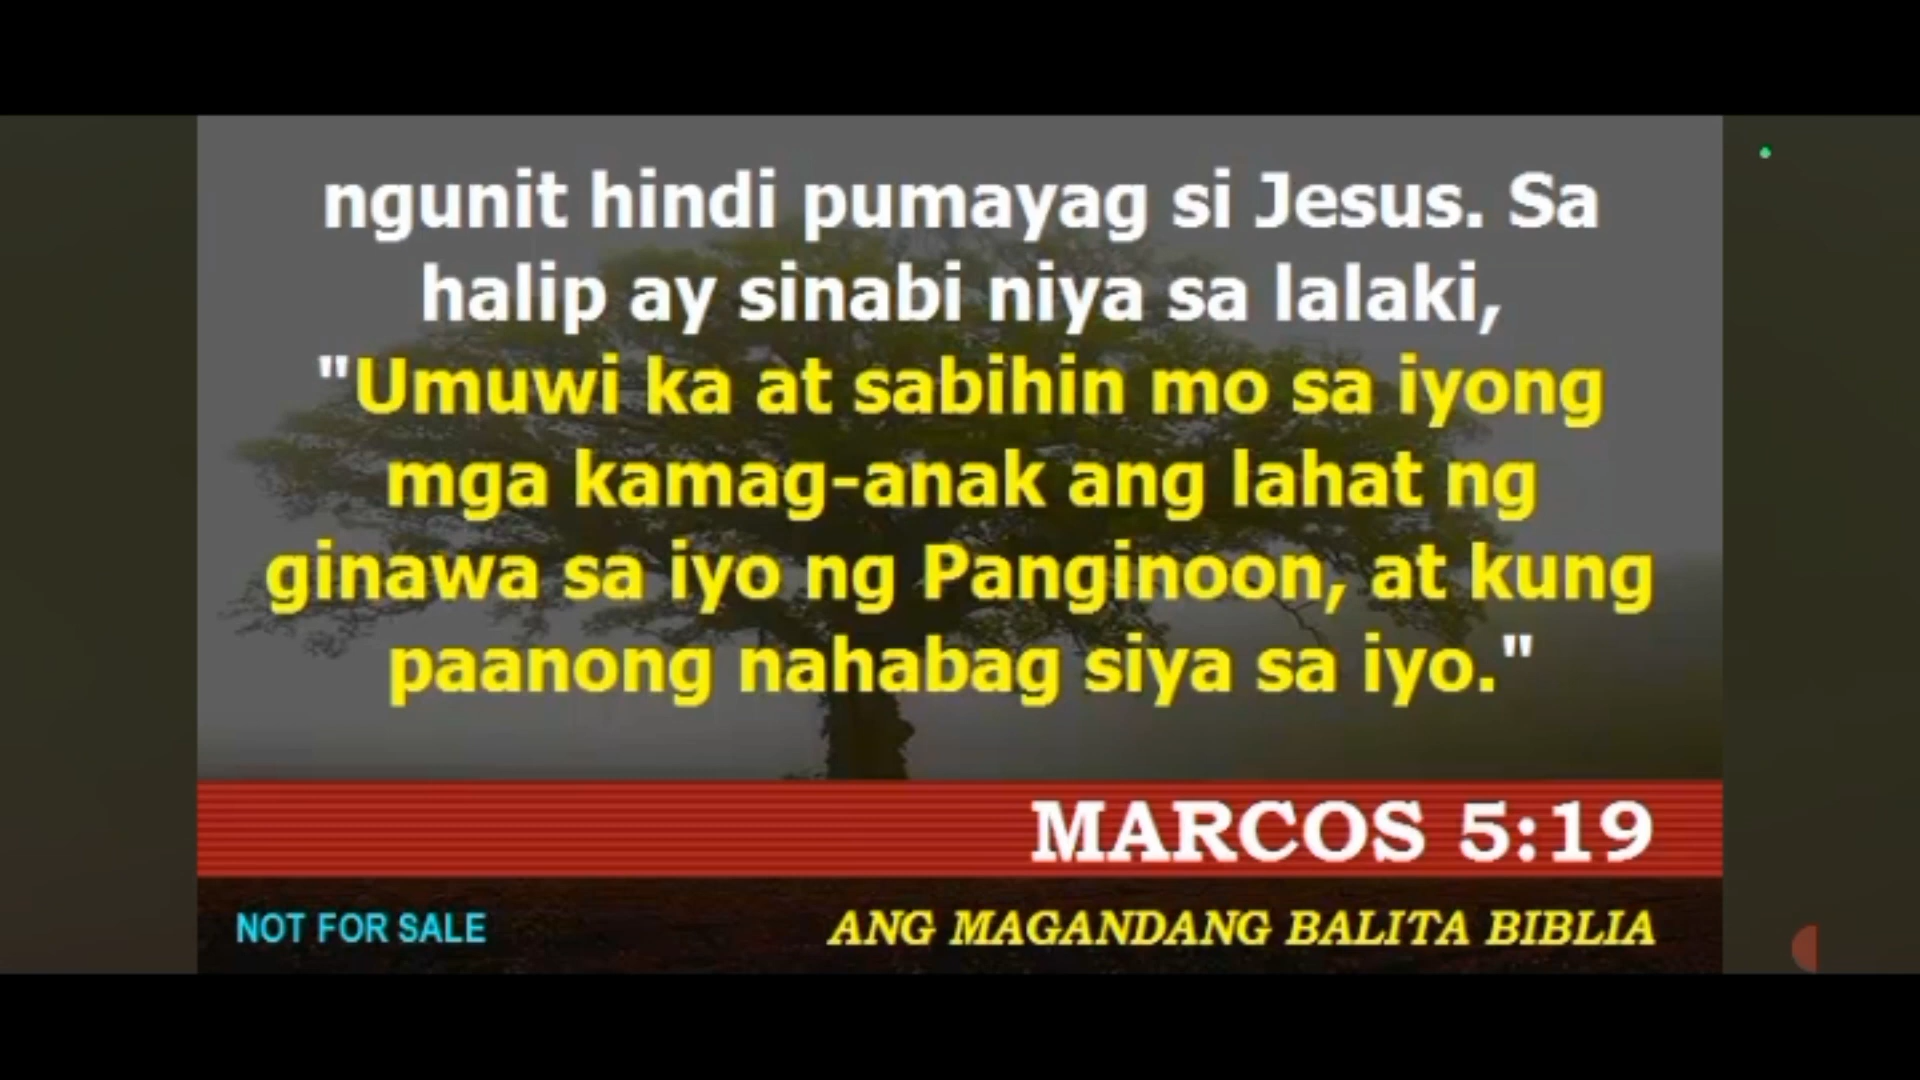 ngunit hindi pumayag si Jesus. Sa
halip ay sinabi niya sa lalaki,
"Umuwi ka at sabihin mo sa iyong
mga kamag-anak ang lahat ng
ginawa sa iyo ng Panginoon, at kung
paanong nahabag siya sa iyo."
MARCOS 5:19
NOT FOR SALE
ANG MAGANDANG BALITA BIBLIA